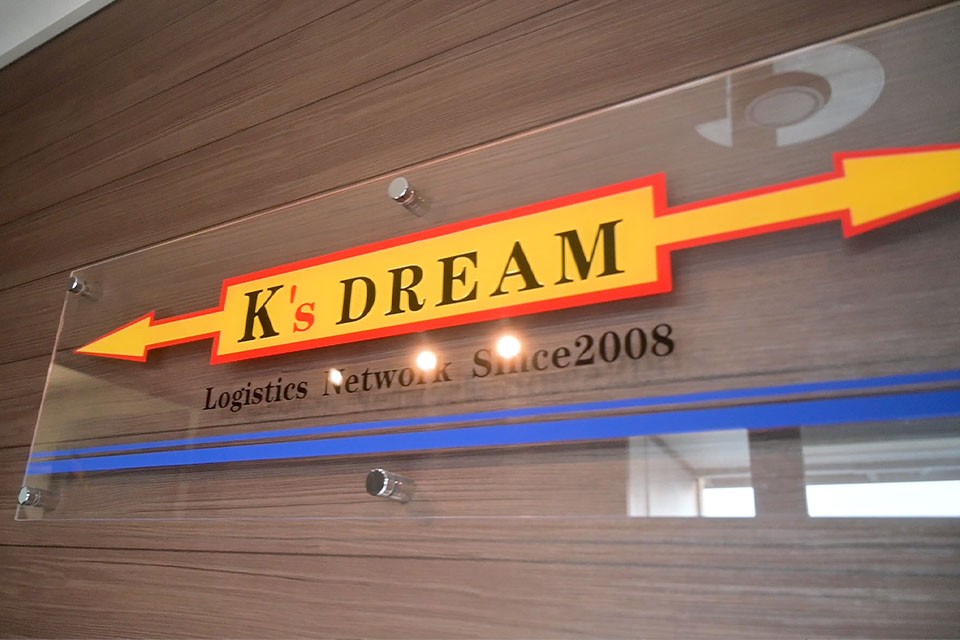 K's DREAM
Logistics Network Since2008